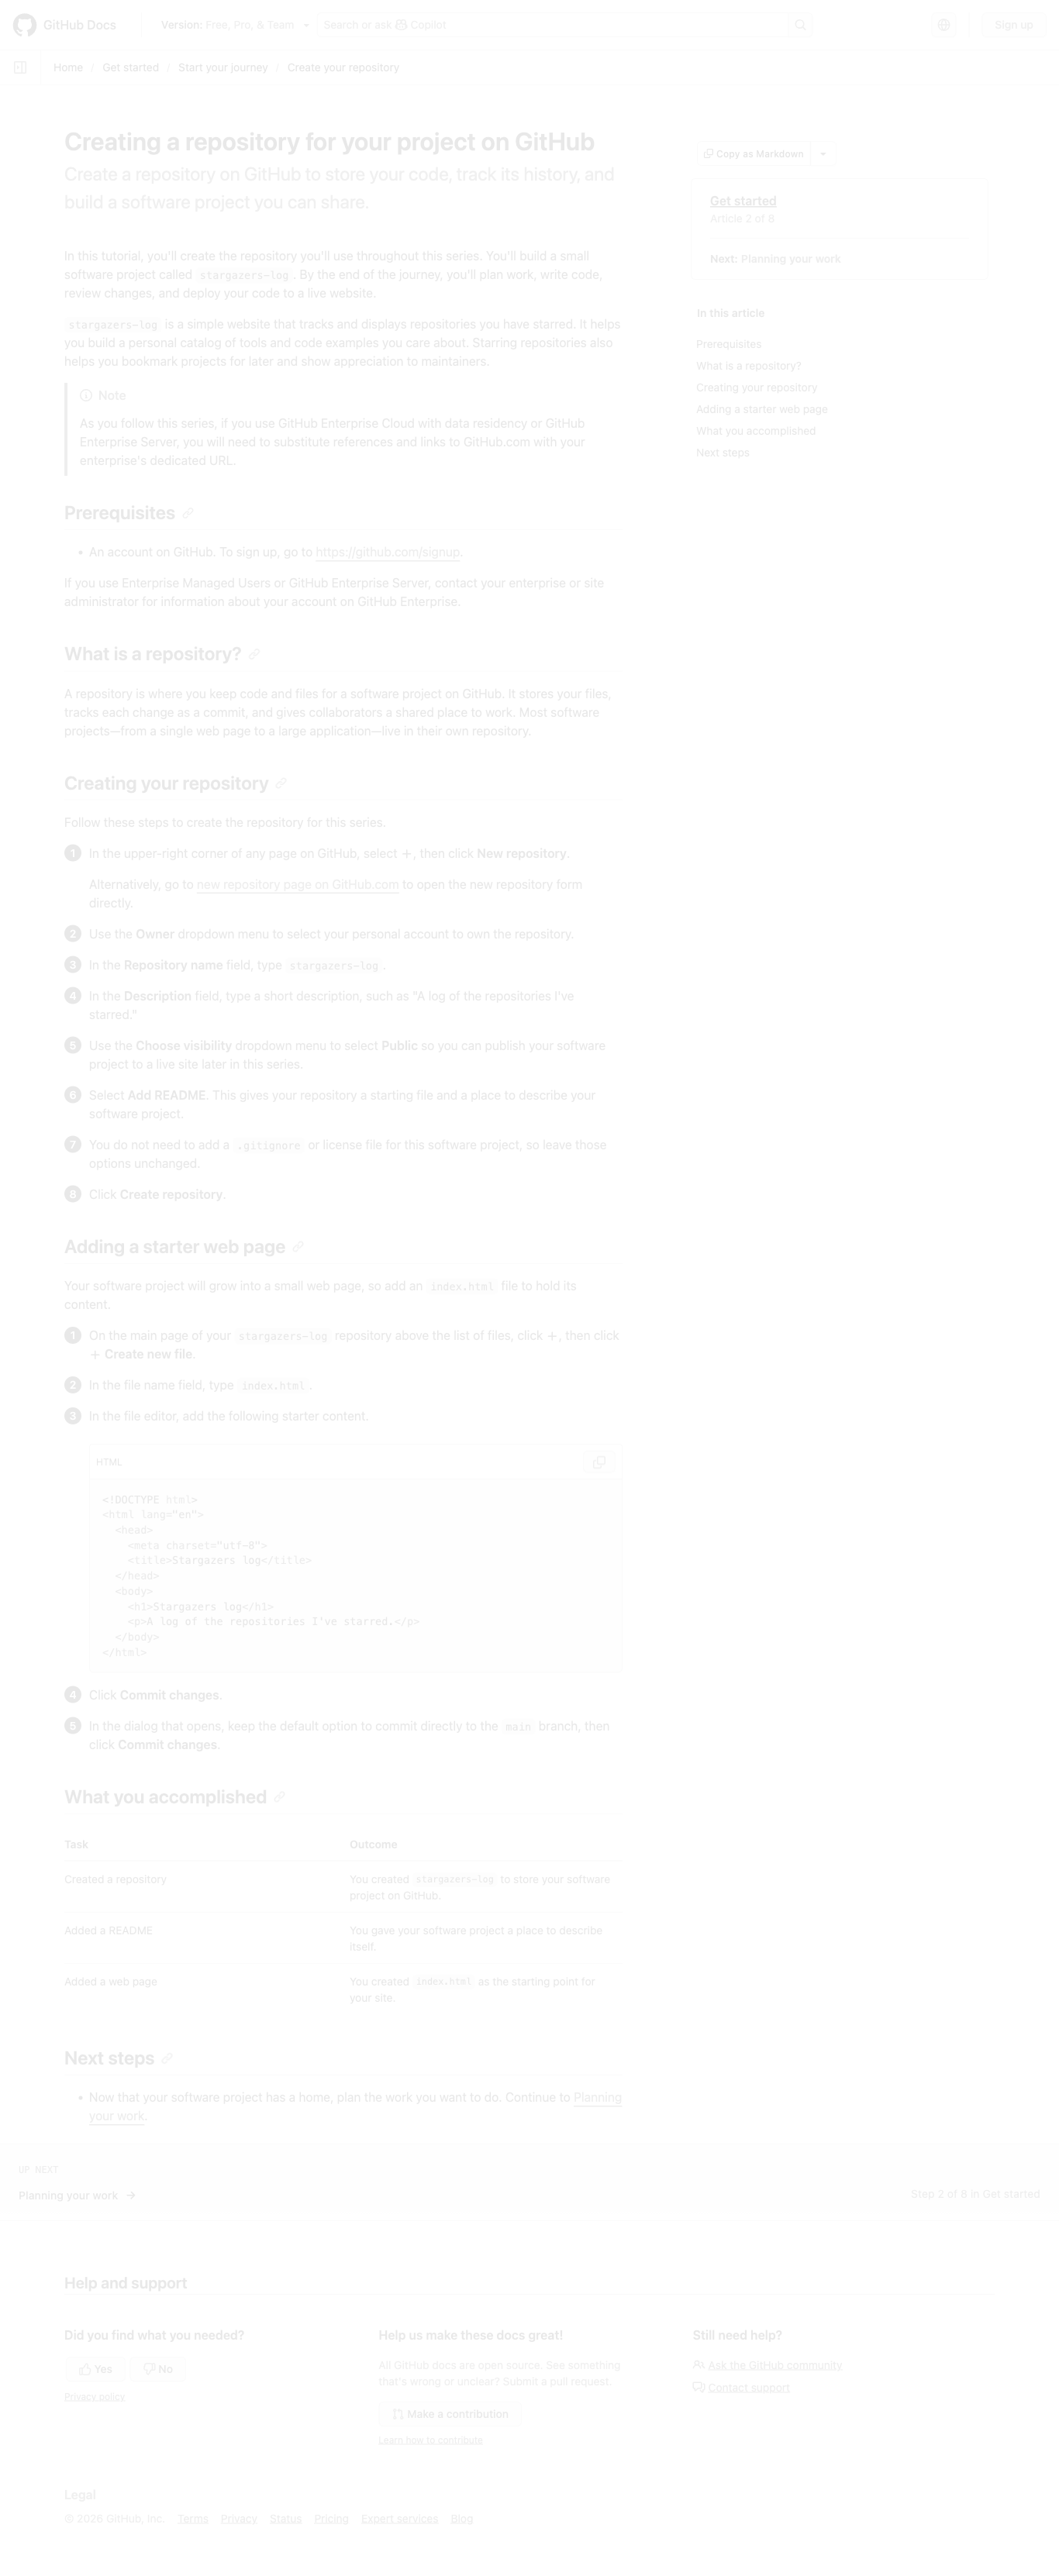 GitHub Docs
Version: Free, Pro, & Team
Search or ask Copilot
Sign up
Home / Get started / Start your journey / Create your repository
Creating a repository for your project on GitHub
Create a repository on GitHub to store your code, track its history, and
build a software project you can share.
Copy as Markdown
Get started
Article 2 of 8
Next: Planning your work
In this article
Prerequisites
What is a repository?
Creating your repository
Adding a starter web page
What you accomplished
Next steps
In this tutorial, you'll create the repository you'll use throughout this series. You'll build a small
software project called stargazers-log. By the end of the journey, you'll plan work, write code,
review changes, and deploy your code to a live website.
stargazers-log is a simple website that tracks and displays repositories you have starred. It helps
you build a personal catalog of tools and code examples you care about. Starring repositories also
helps you bookmark projects for later and show appreciation to maintainers.
Note
As you follow this series, if you use GitHub Enterprise Cloud with data residency or GitHub
Enterprise Server, you will need to substitute references and links to GitHub.com with your
enterprise's dedicated URL.
Prerequisites
An account on GitHub. To sign up, go to https://github.com/signup.
If you use Enterprise Managed Users or GitHub Enterprise Server, contact your enterprise or site
administrator for information about your account on GitHub Enterprise.
What is a repository?
A repository is where you keep code and files for a software project on GitHub. It stores your files,
tracks each change as a commit, and gives collaborators a shared place to work. Most software
projects—from a single web page to a large application—live in their own repository.
Creating your repository
Follow these steps to create the repository for this series.
1 In the upper-right corner of any page on GitHub, select +, then click New repository.
Alternatively, go to new repository page on GitHub.com to open the new repository form
directly.
2 Use the Owner dropdown menu to select your personal account to own the repository.
3 In the Repository name field, type stargazers-log.
4 In the Description field, type a short description, such as "A log of the repositories I've
starred."
5 Use the Choose visibility dropdown menu to select Public so you can publish your software
project to a live site later in this series.
6 Select Add README. This gives your repository a starting file and a place to describe your
software project.
7 You do not need to add a .gitignore or license file for this software project, so leave those
options unchanged.
8 Click Create repository.
Adding a starter web page
Your software project will grow into a small web page, so add an index.html file to hold its
content.
1 On the main page of your stargazers-log repository above the list of files, click +, then click
+ Create new file.
2 In the file name field, type index.html.
3 In the file editor, add the following starter content.
HTML
<!DOCTYPE html>
<html lang="en">
<head>
<meta charset="utf-8">
<title>Stargazers log</title>
</head>
<body>
<h1>Stargazers log</h1>
<p>A log of the repositories I've starred.</p>
</body>
</html>
4 Click Commit changes.
5 In the dialog that opens, keep the default option to commit directly to the main branch, then
click Commit changes.
What you accomplished
Task Outcome
Created a repository You created stargazers-log to store your software
project on GitHub.
Added a README You gave your software project a place to describe
itself.
Added a web page You created index.html as the starting point for
your site.
Next steps
Now that your software project has a home, plan the work you want to do. Continue to Planning
your work.
UP NEXT
Planning your work →
Step 2 of 8 in Get started
Help and support
Did you find what you needed?
Yes No
Privacy policy
Help us make these docs great!
All GitHub docs are open source. See something
that's wrong or unclear? Submit a pull request.
Make a contribution
Learn how to contribute
Still need help?
Ask the GitHub community
Contact support
Legal
© 2026 GitHub, Inc. Terms Privacy Status Pricing Expert services Blog